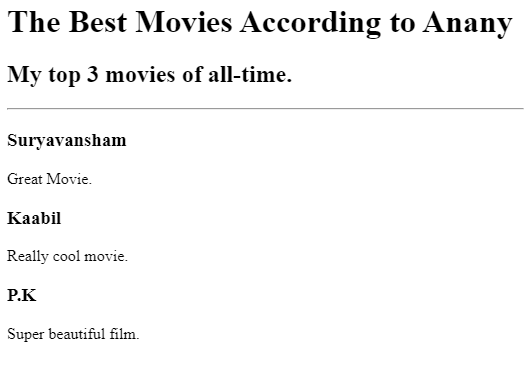 The Best Movies According to Anany
My top 3 movies of all-time.
Suryavansham
Great Movie.
Kaabil
Really cool movie.
P.K
Super beautiful film.